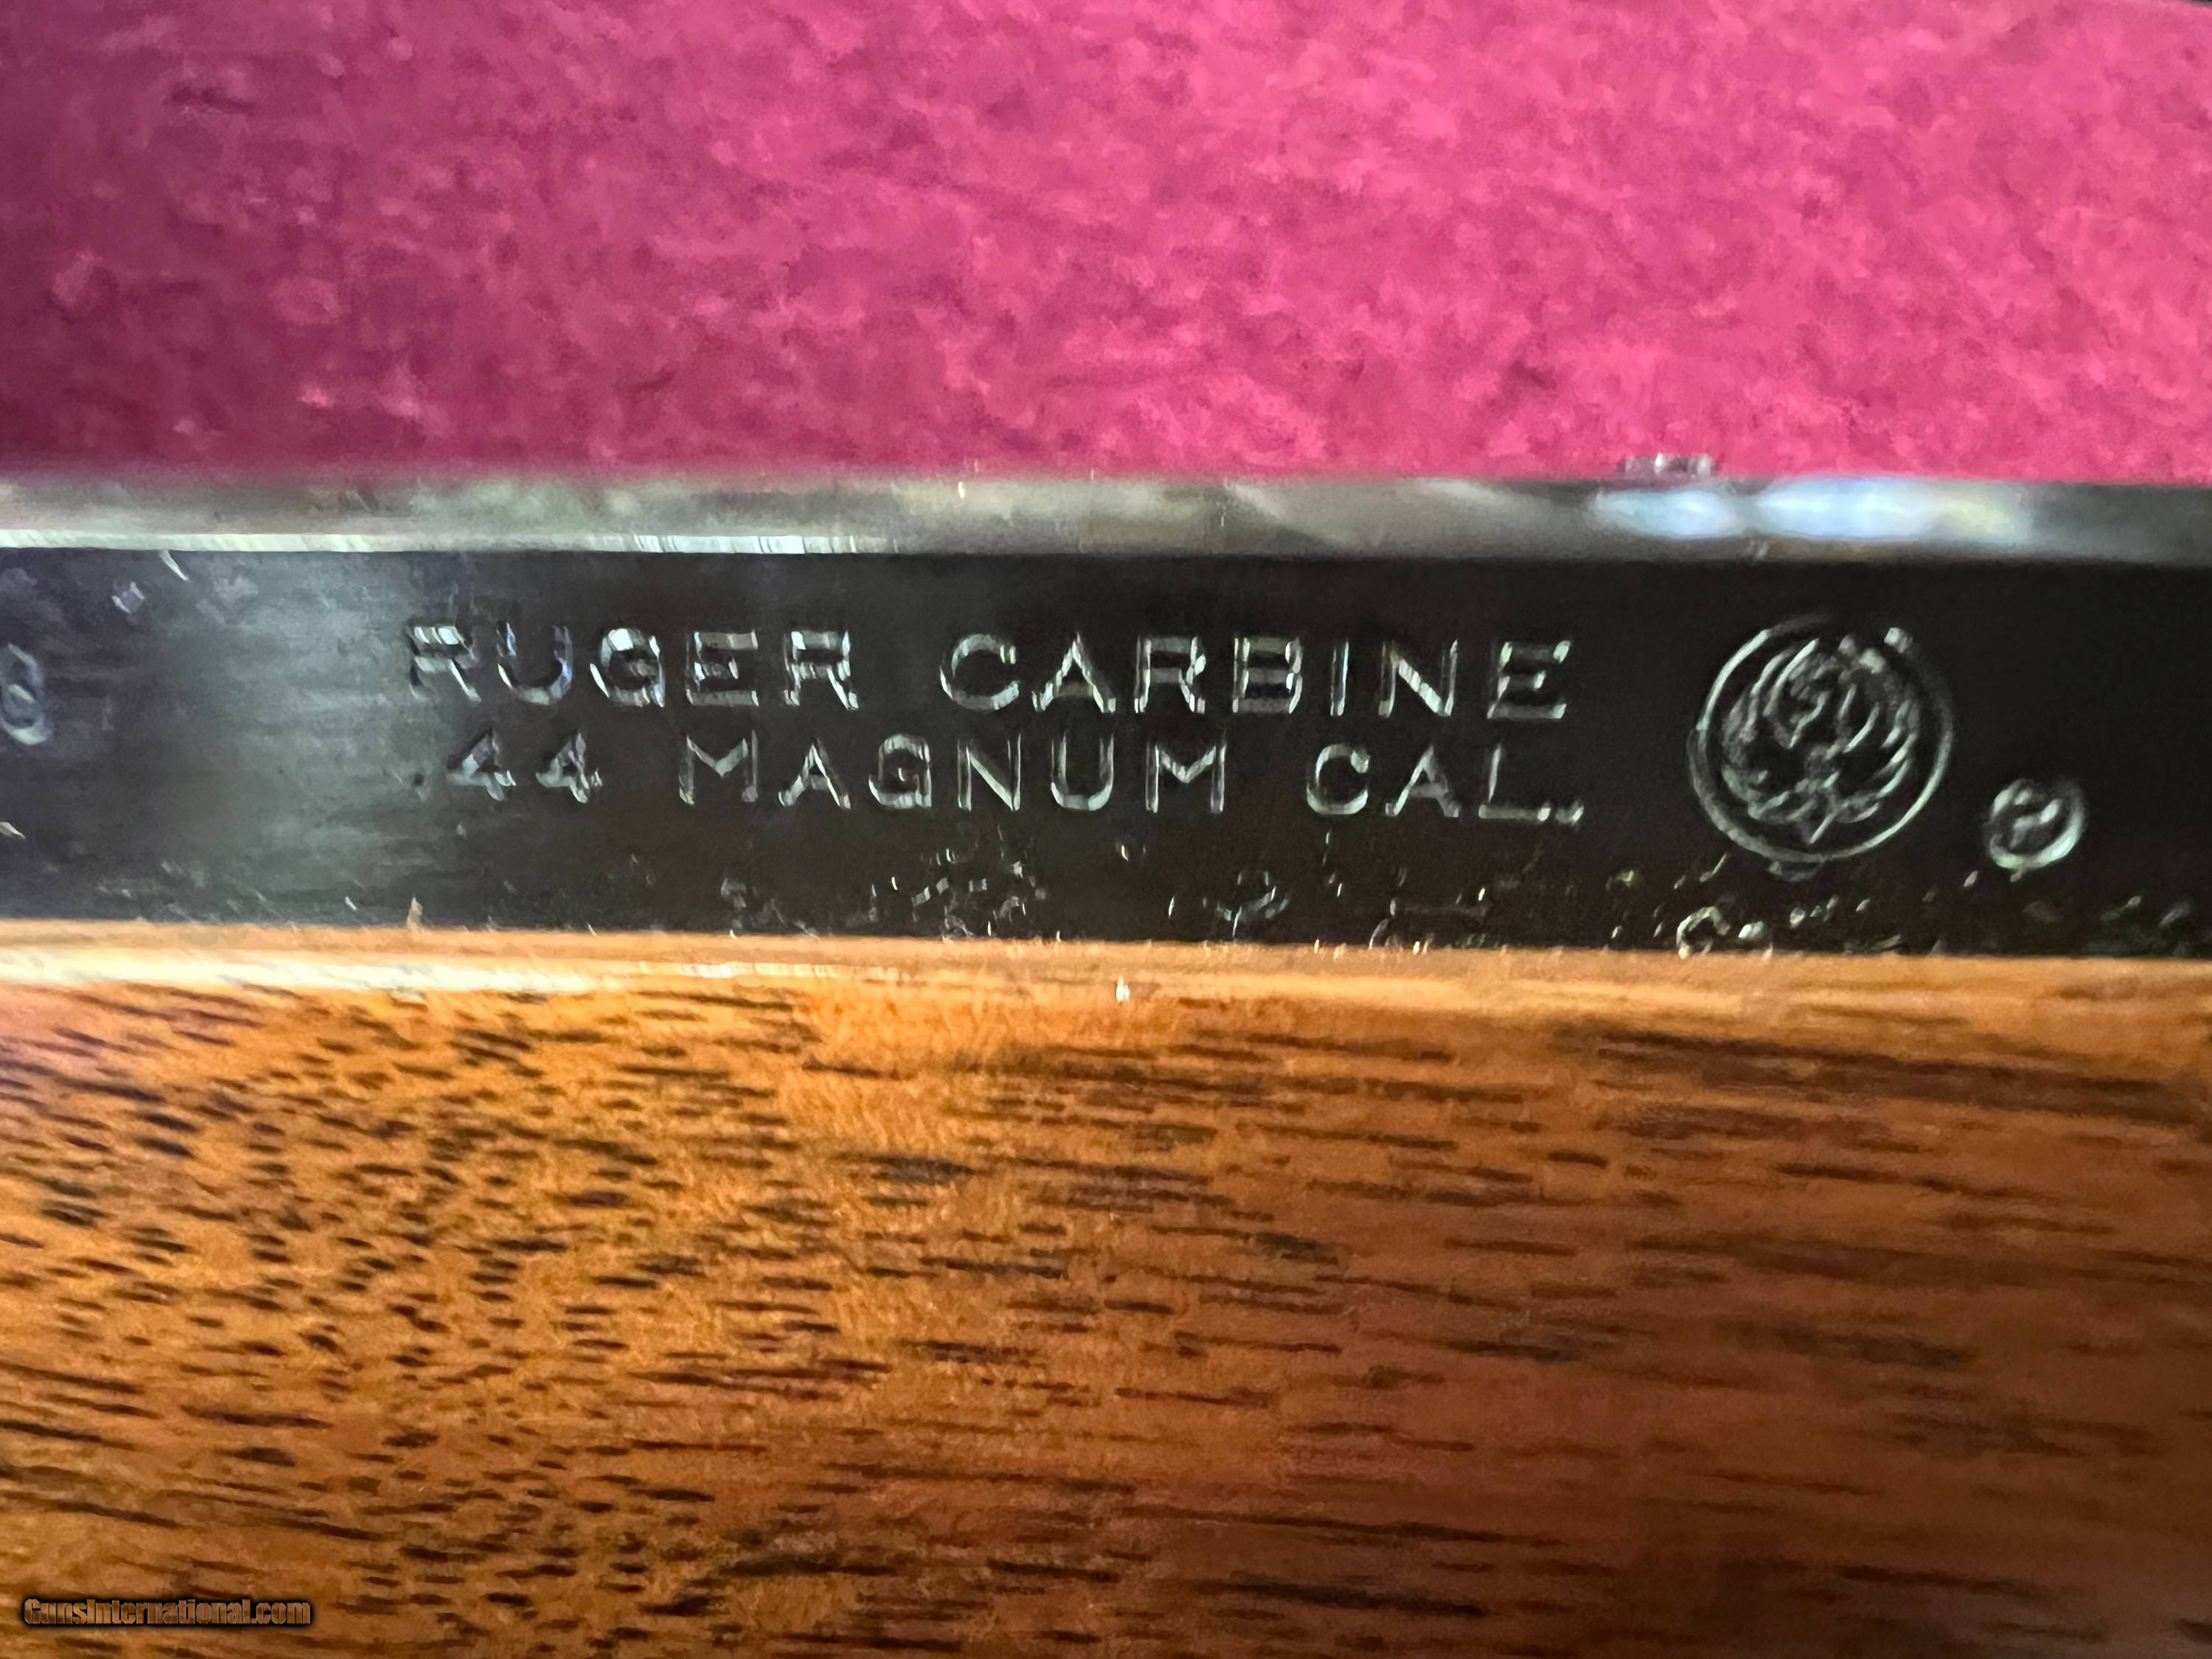 RUGER CARBINE
.44 MAGNUM CAL.
GunsInternational.com